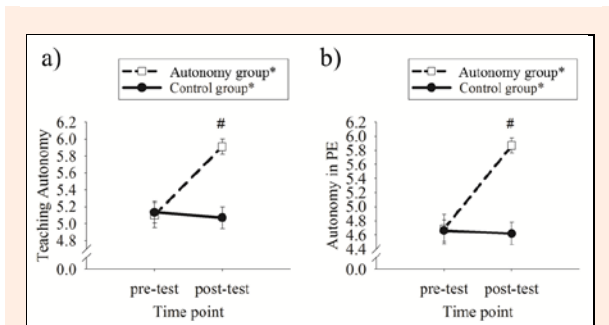 a)
Autonomy group*
Control group*
Teaching Autonomy
6.2
6.0
5.8
5.6
5.4
5.2
5.0
4.8
0.0
#
pre-test
post-test
Time point
b)
Autonomy group*
Control group*
Autonomy in PE
6.2
6.0
5.8
5.6
5.4
5.2
5.0
4.8
4.6
4.4
0.0
#
pre-test
post-test
Time point